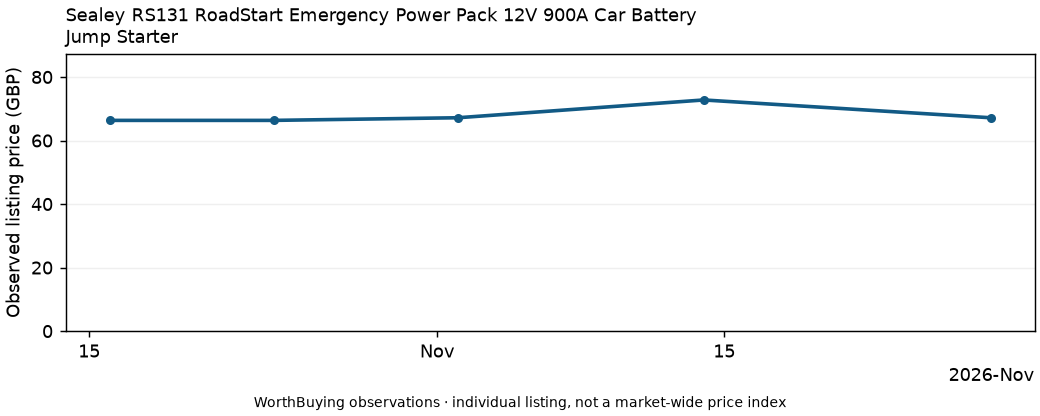 Sealey RS131 RoadStart Emergency Power Pack 12V 900A Car Battery
Jump Starter
Observed listing price (GBP)
80
60
40
20
0
15
Nov
15
2026-Nov
WorthBuying observations · individual listing, not a market-wide price index